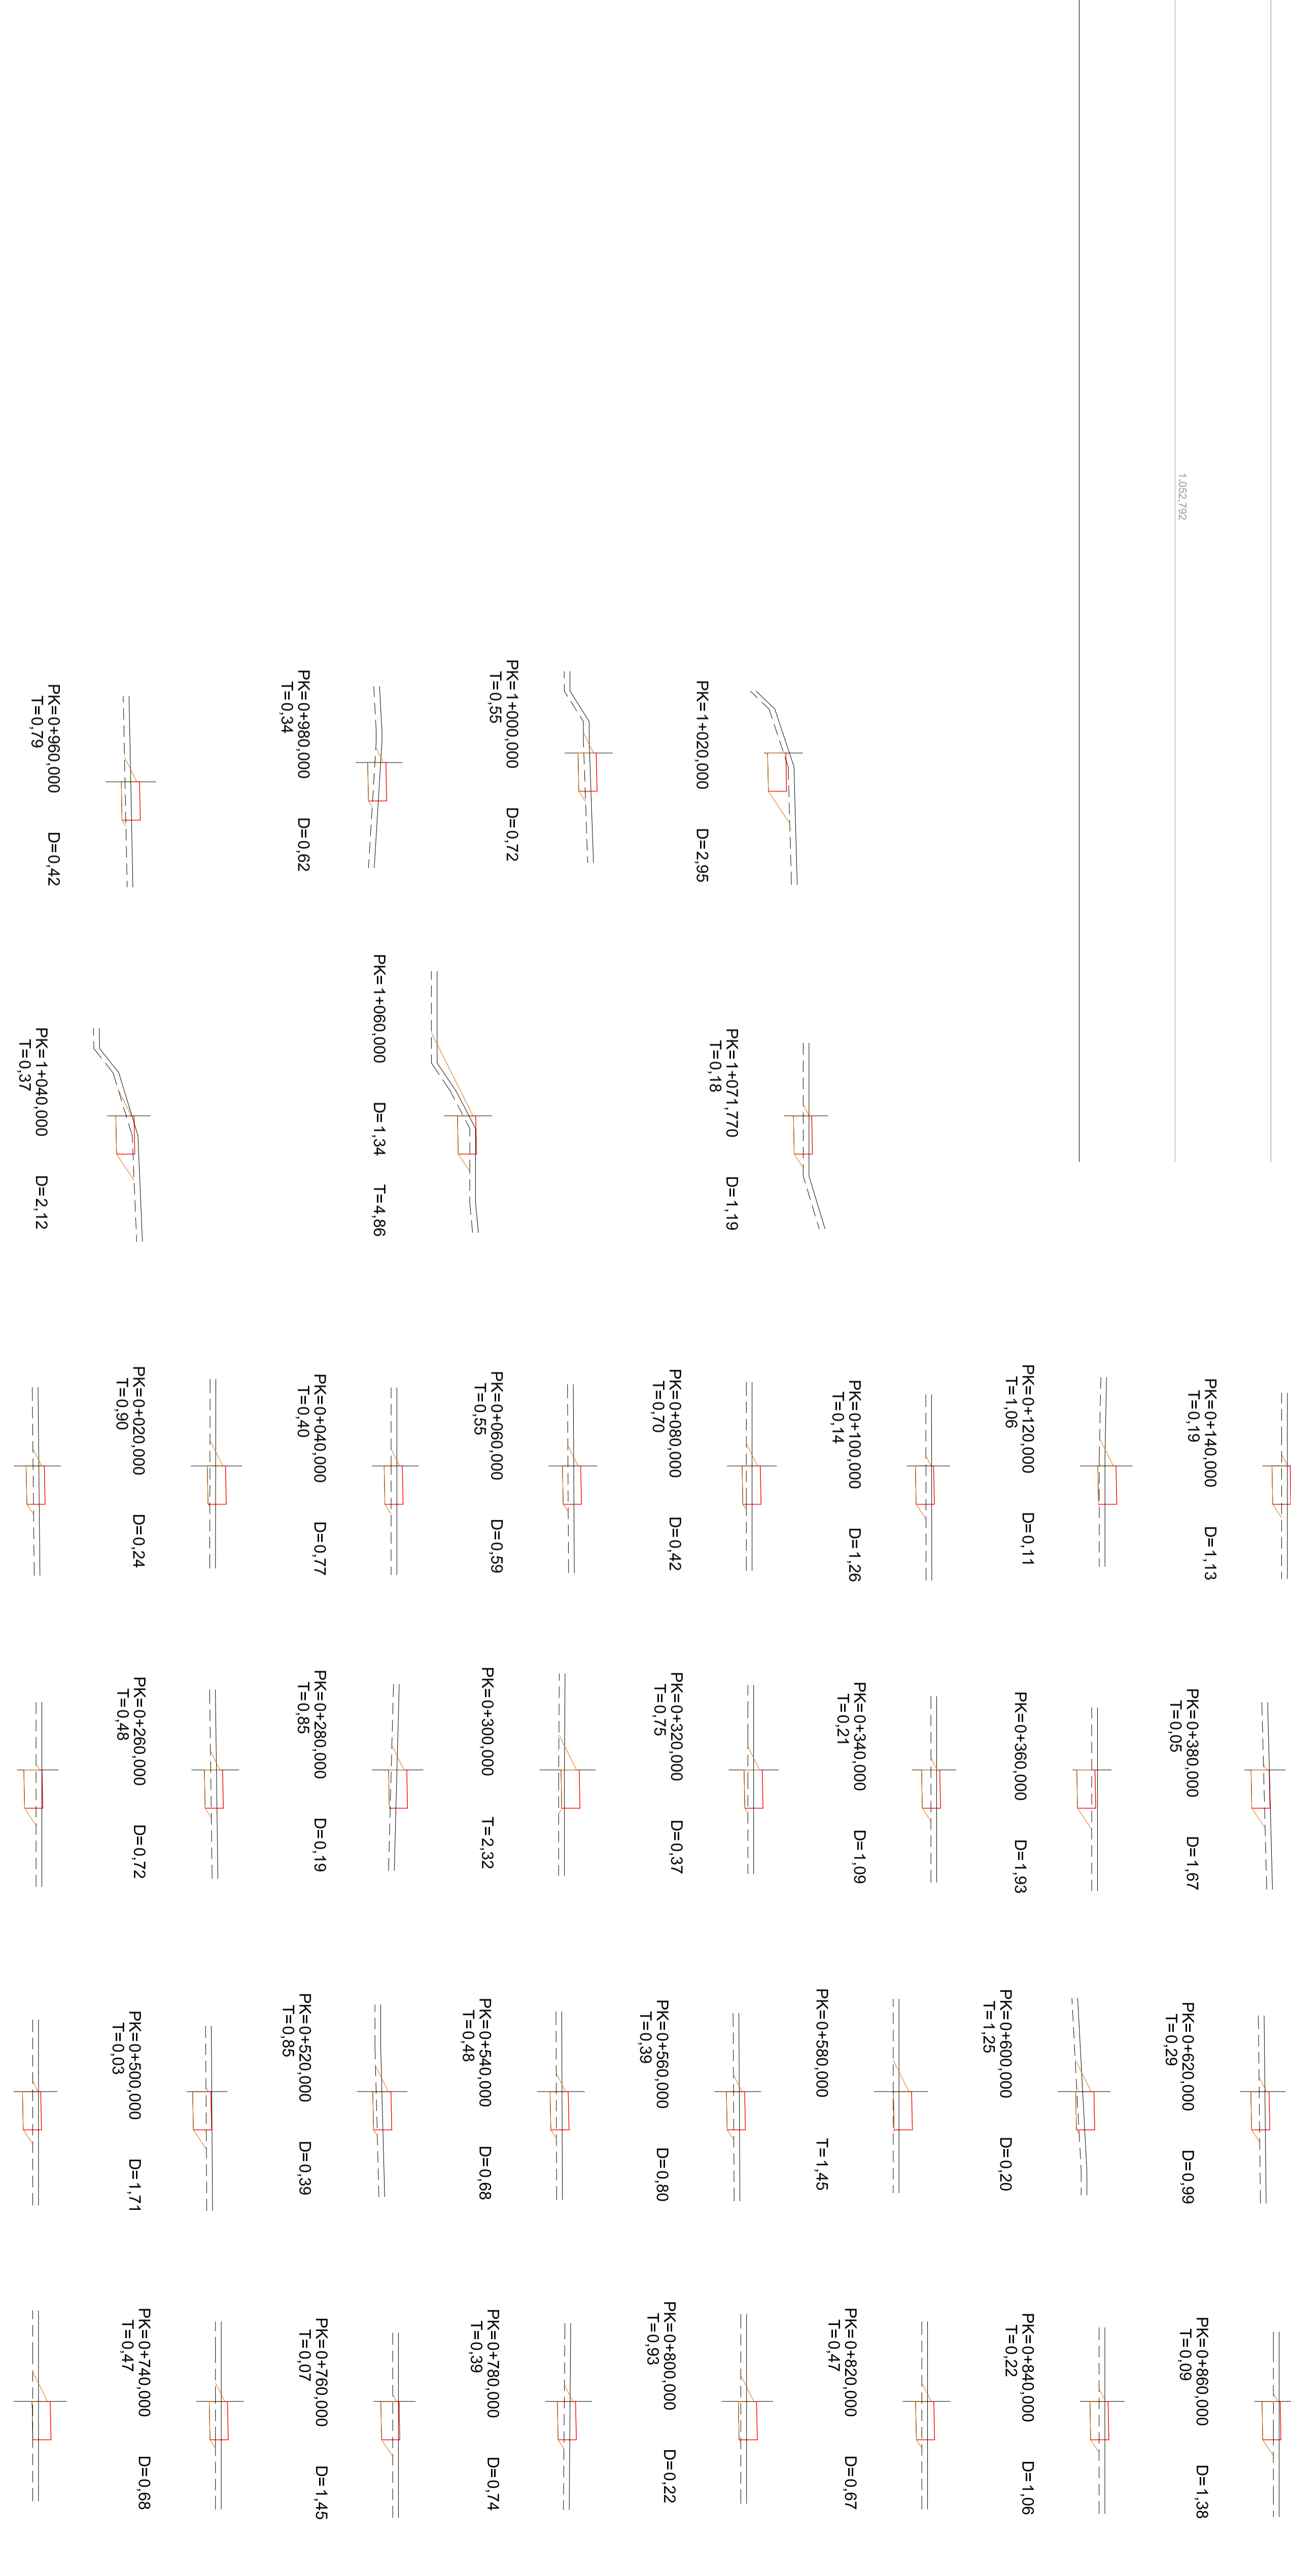 1.052,792
PK=0+960,000 D=0,42
T=0,79
PK=0+980,000 D=0,62
T=0,34
PK=1+000,000 D=0,72
T=0,55
PK=1+020,000 D=2,95
PK=1+040,000 D=2,12
T=0,37
PK=1+060,000 D=1,34 T=4,86
PK=1+071,770 D=1,19
T=0,18
PK=0+020,000 D=0,24
T=0,90
PK=0+040,000 D=0,77
T=0,40
PK=0+060,000 D=0,59
T=0,55
PK=0+080,000 D=0,42
T=0,70
PK=0+100,000 D=1,26
T=0,14
PK=0+120,000 D=0,11
T=1,06
PK=0+140,000 D=1,13
T=0,19
PK=0+260,000 D=0,72
T=0,48
PK=0+280,000 D=0,19
T=0,85
PK=0+300,000 T=2,32
PK=0+320,000 D=0,37
T=0,75
PK=0+340,000 D=1,09
T=0,21
PK=0+360,000 D=1,93
PK=0+380,000 D=1,67
T=0,05
PK=0+500,000 D=1,71
T=0,03
PK=0+520,000 D=0,39
T=0,85
PK=0+540,000 D=0,68
T=0,48
PK=0+560,000 D=0,80
T=0,39
PK=0+580,000 T=1,45
PK=0+600,000 D=0,20
T=1,25
PK=0+620,000 D=0,99
T=0,29
PK=0+740,000 D=0,68
T=0,47
PK=0+760,000 D=1,45
T=0,07
PK=0+780,000 D=0,74
T=0,39
PK=0+800,000 D=0,22
T=0,93
PK=0+820,000 D=0,67
T=0,47
PK=0+840,000 D=1,06
T=0,22
PK=0+860,000 D=1,38
T=0,09